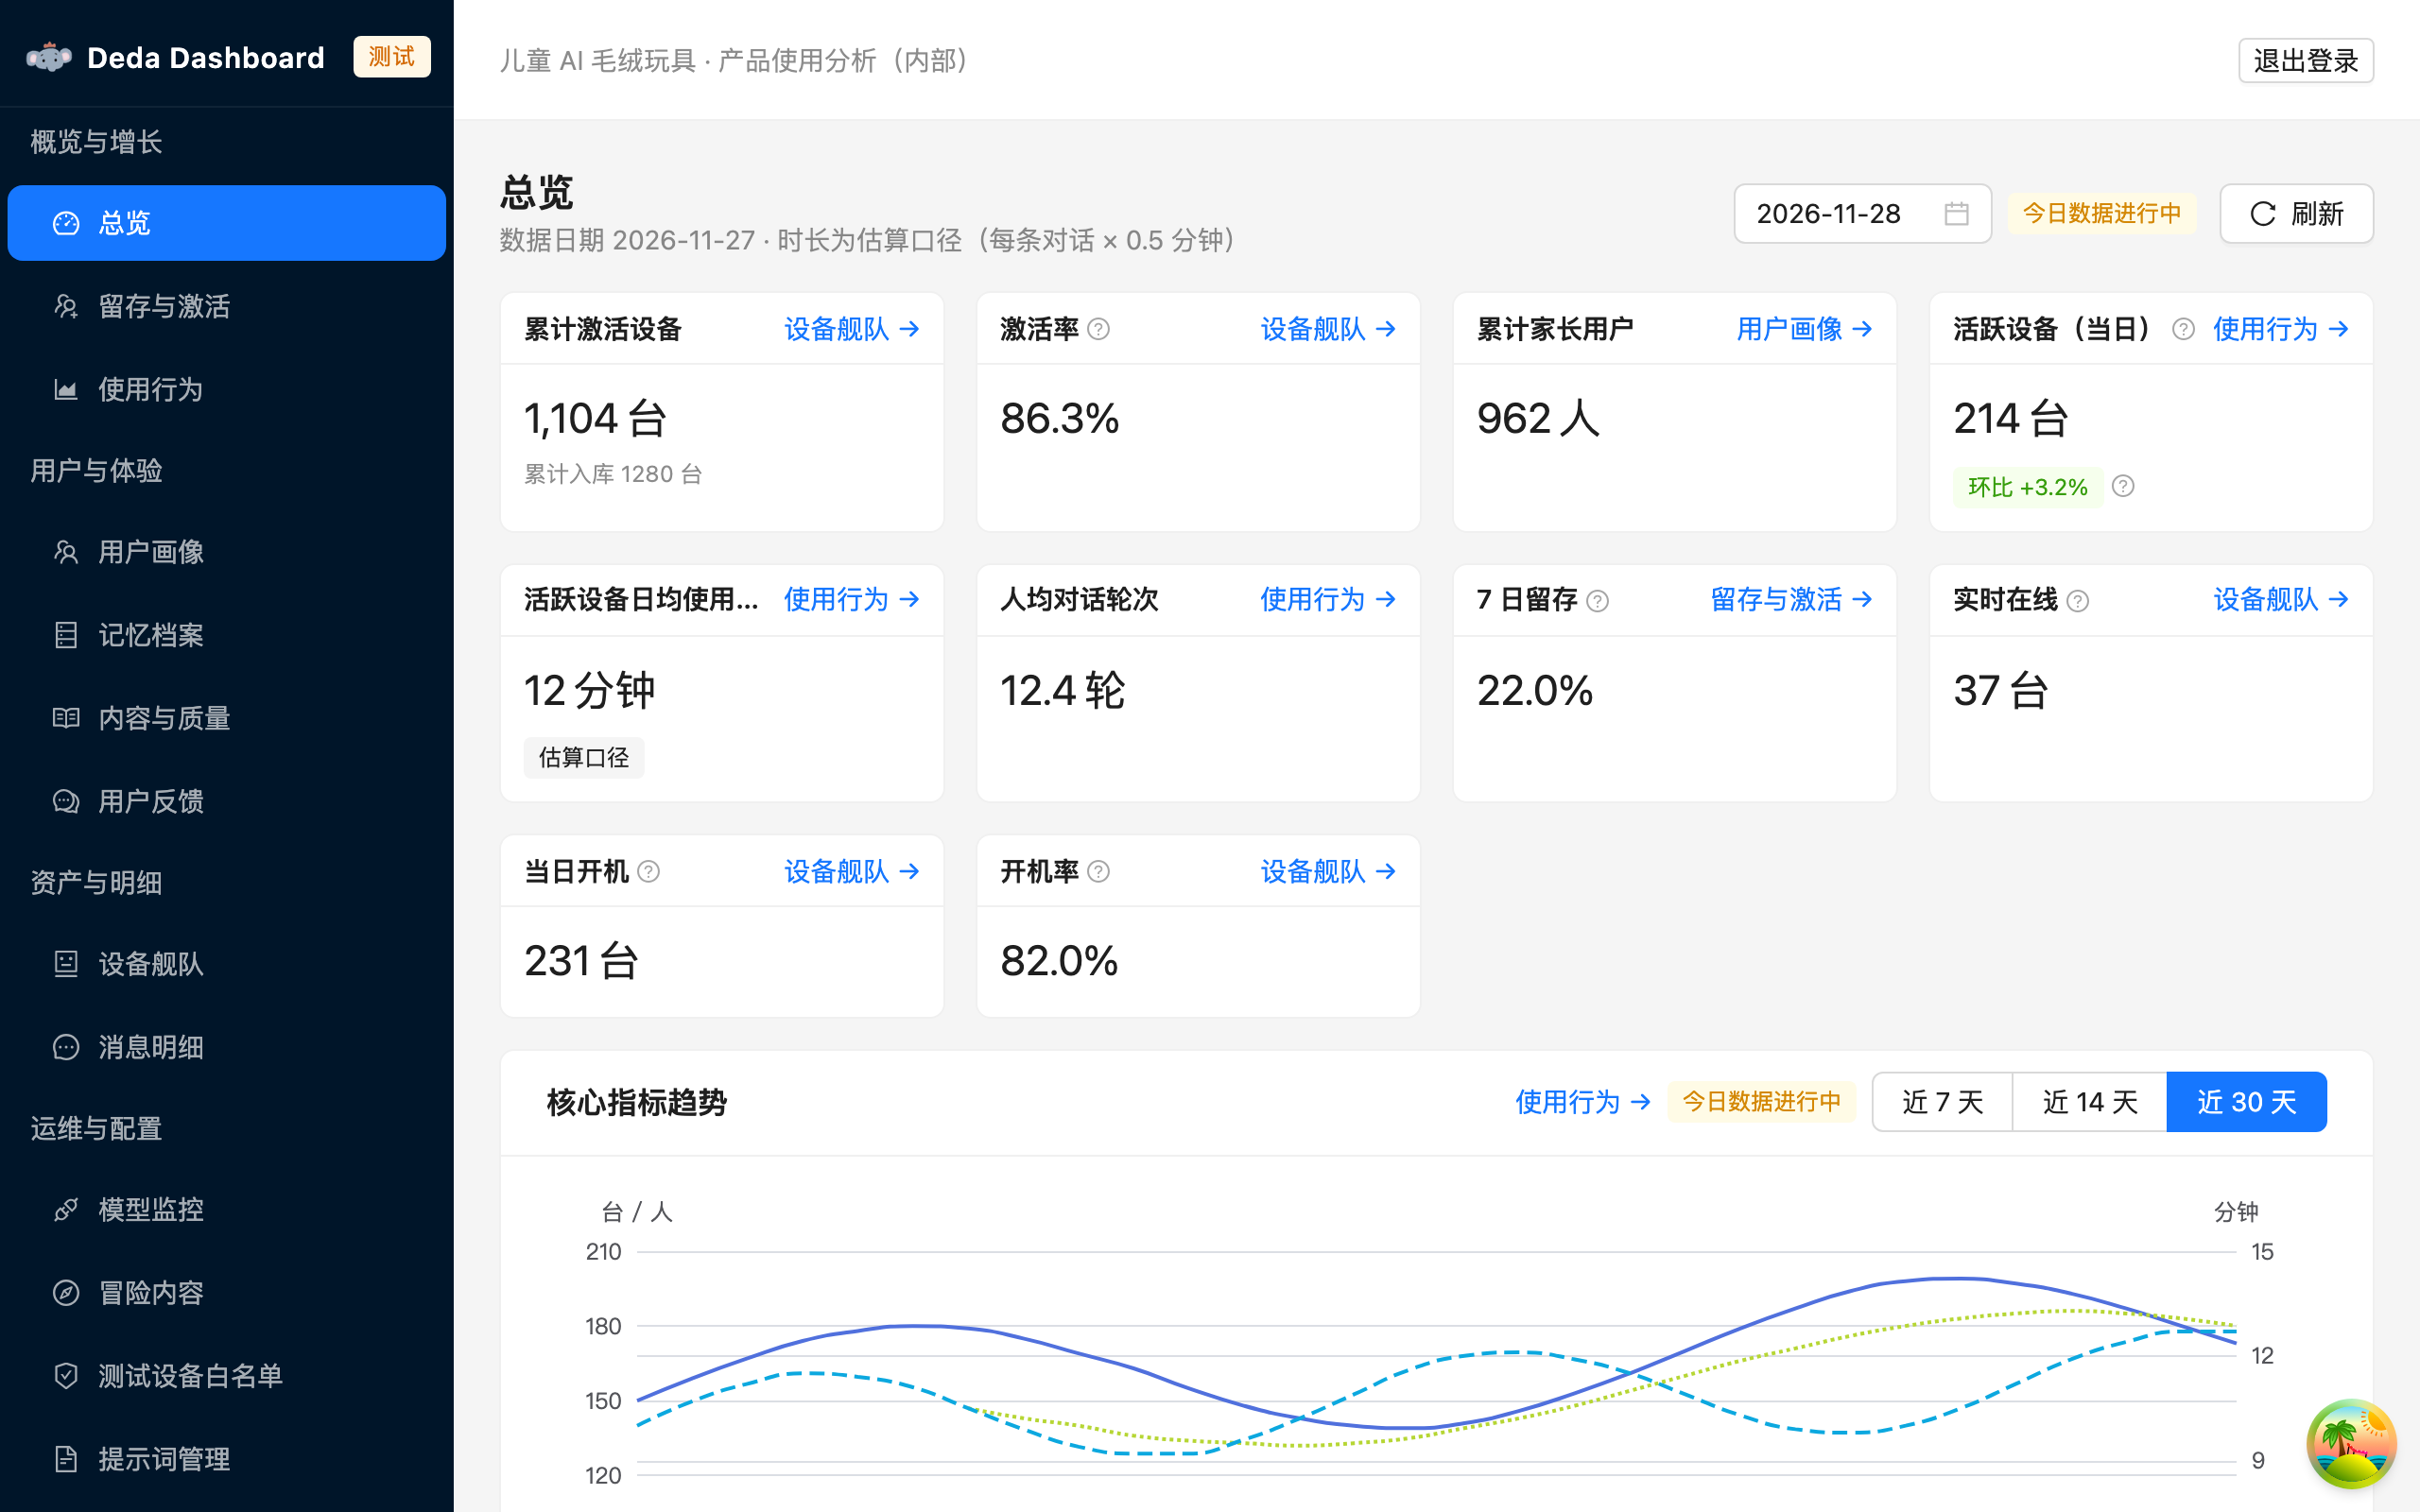 Deda Dashboard 测试
概览与增长
总览
留存与激活
使用行为
用户与体验
用户画像
记忆档案
内容与质量
用户反馈
资产与明细
设备舰队
消息明细
运维与配置
模型监控
冒险内容
测试设备白名单
提示词管理
儿童 AI 毛绒玩具 · 产品使用分析（内部）
退出登录
总览
数据日期 2026-11-27 · 时长为估算口径（每条对话 × 0.5 分钟）
2026-11-28 今日数据进行中 刷新
累计激活设备 设备舰队 →
1,104 台
累计入库 1280 台
激活率 设备舰队 →
86.3%
累计家长用户 用户画像 →
962 人
活跃设备（当日） 使用行为 →
214 台
环比 +3.2%
活跃设备日均使用... 使用行为 →
12 分钟
估算口径
人均对话轮次 使用行为 →
12.4 轮
7 日留存 留存与激活 →
22.0%
实时在线 设备舰队 →
37 台
当日开机 设备舰队 →
231 台
开机率 设备舰队 →
82.0%
核心指标趋势 使用行为 → 今日数据进行中 近 7 天 近 14 天 近 30 天
台 / 人 分钟
210 15
180
12
150
9
120